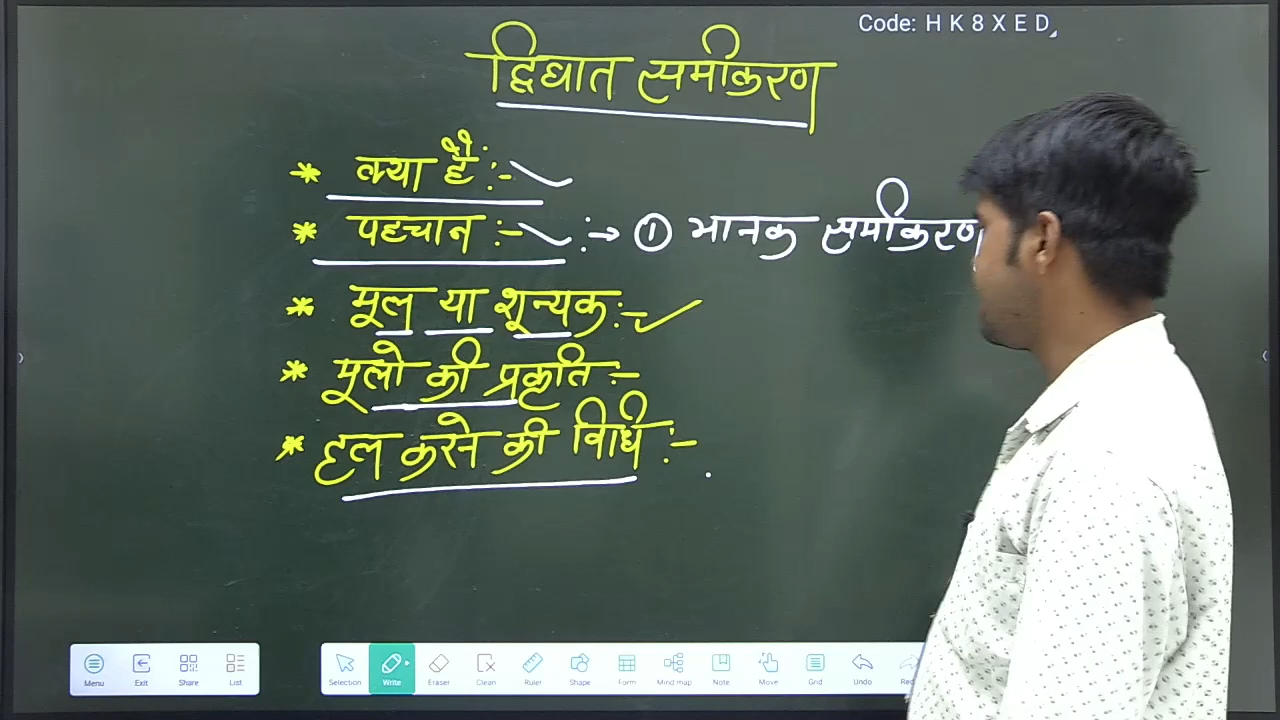 Code: H K 8 X E D
द्विघात समीकरण
* क्या है :-
* पहचान :- :→ ① मानक समीकरण
* मूल या शून्यक :-
* मूलो की प्रकृति :-
* हल करने की विधि :-
Menu Exit Share List Selection Write Eraser Clean Ruler Shape Form Mind map Note Move Grid Undo